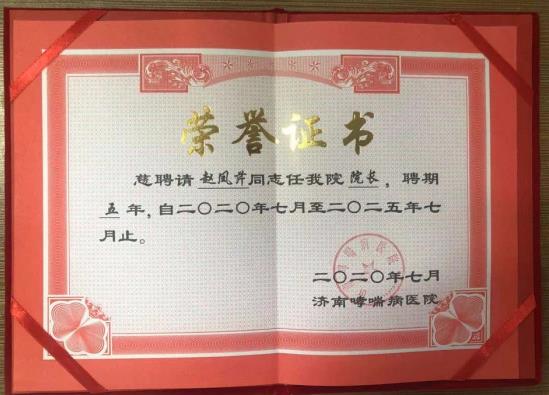 荣誉证书
兹聘请 赵凤萍 同志任我院 院长，聘期
五 年，自二〇二〇年七月至二〇二五年七
月止。
二〇二〇年七月
济南哮喘病医院